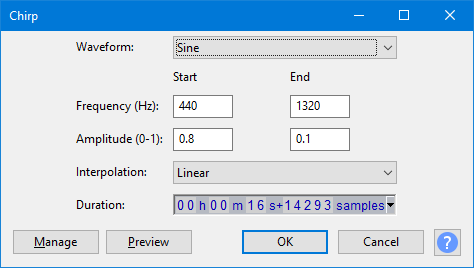 Chirp
Waveform: Sine
Start End
Frequency (Hz): 440 1320
Amplitude (0-1): 0.8 0.1
Interpolation: Linear
Duration: 00 h 00 m 16 s+14293 samples
Manage Preview OK Cancel ?